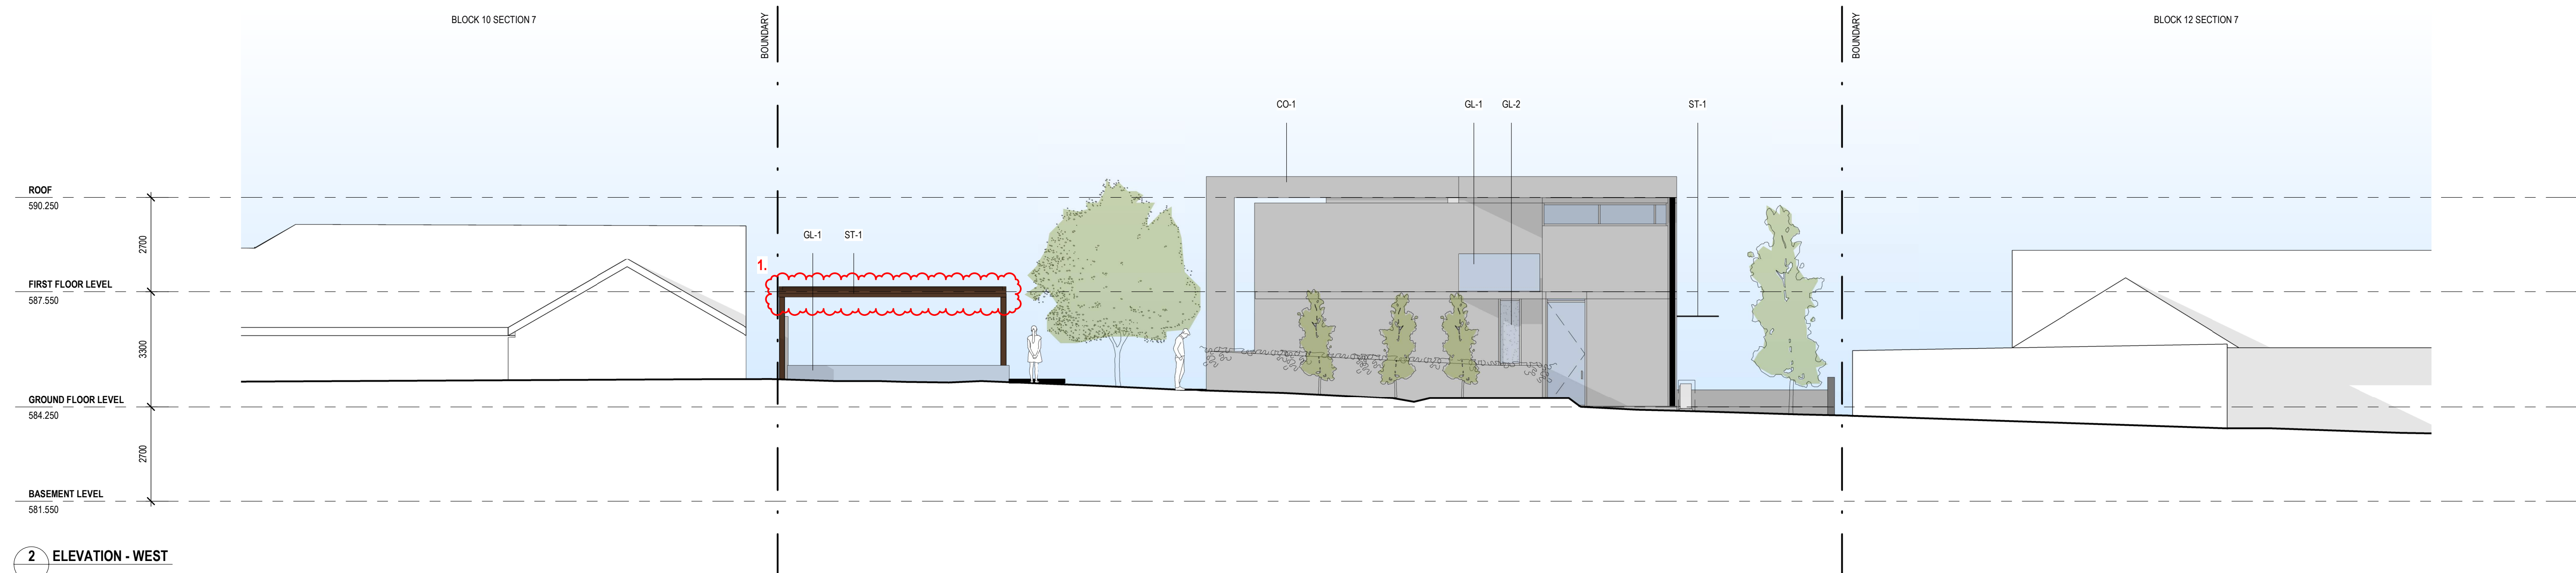 BLOCK 10 SECTION 7
BOUNDARY
BOUNDARY
BLOCK 12 SECTION 7
CO-1
GL-1
GL-2
ST-1
ROOF
590.250
2700
GL-1
ST-1
1.
FIRST FLOOR LEVEL
587.550
3300
GROUND FLOOR LEVEL
584.250
2700
BASEMENT LEVEL
581.550
2 ELEVATION - WEST